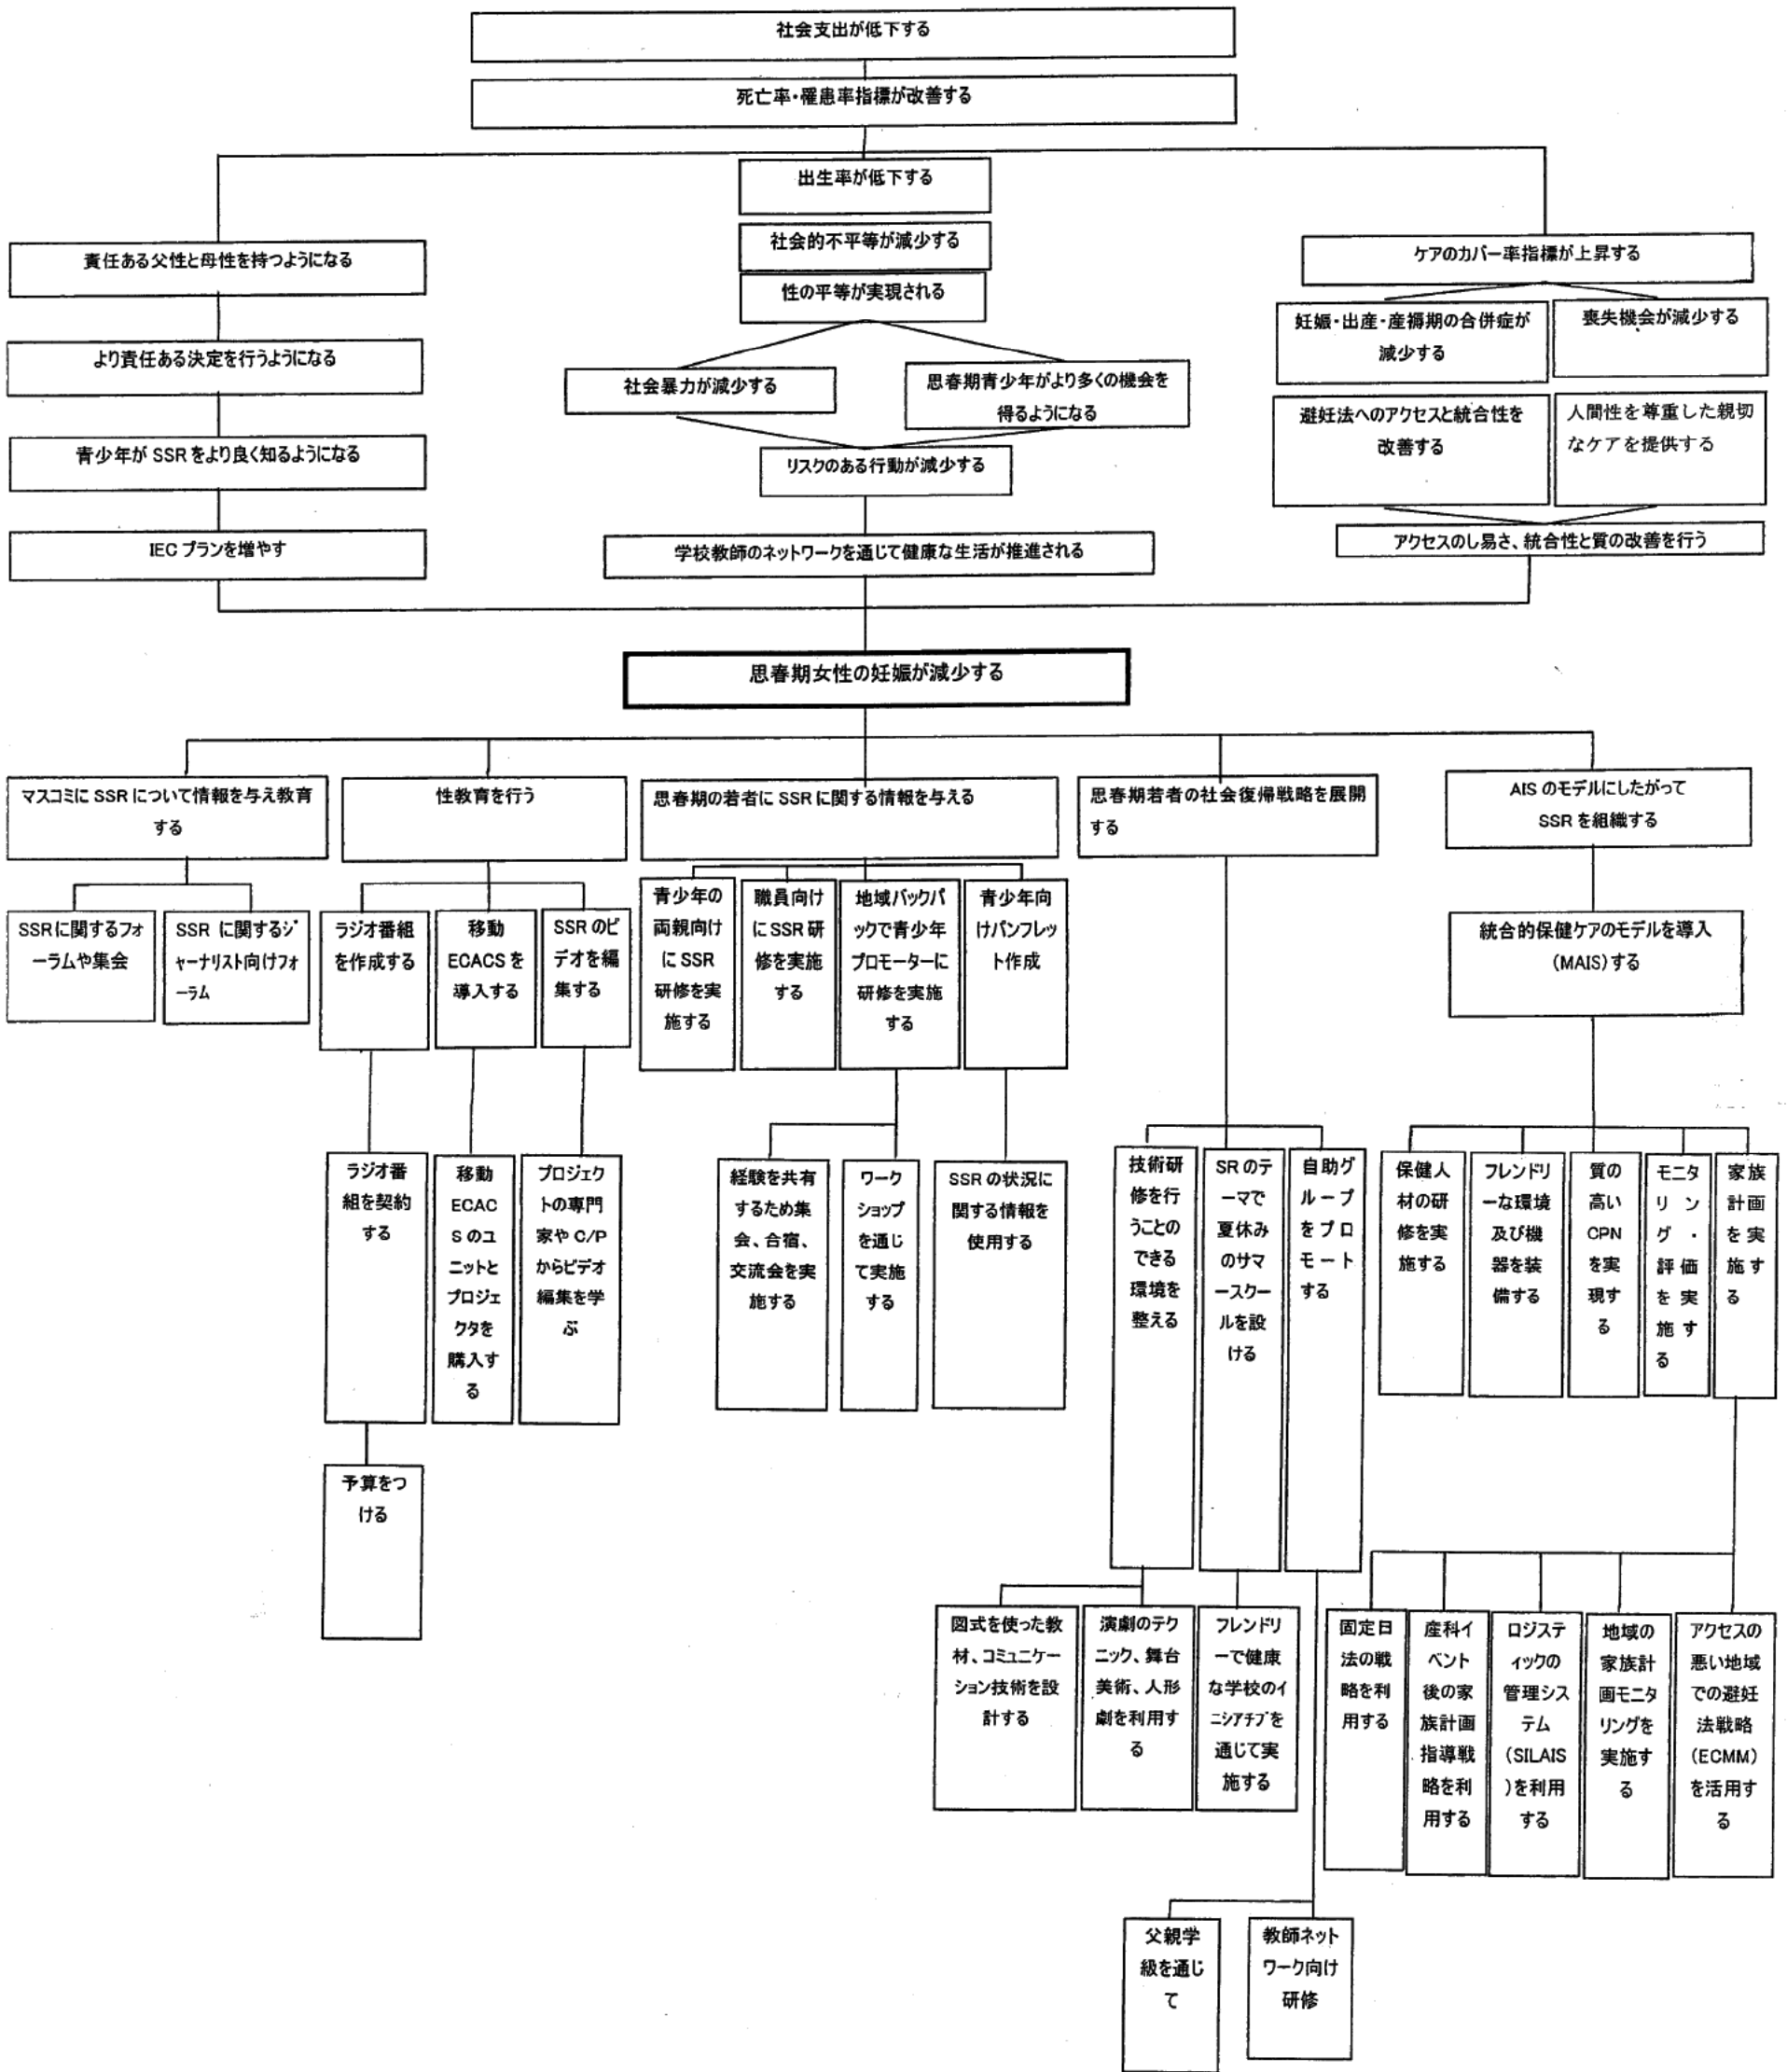 社会支出が低下する
死亡率・罹患率指標が改善する
出生率が低下する
社会的不平等が減少する
性の平等が実現される
責任ある父性と母性を持つようになる
より責任ある決定を行うようになる
青少年が SSR をより良く知るようになる
IEC プランを増やす
社会暴力が減少する
思春期青少年がより多くの機会を
得るようになる
リスクのある行動が減少する
学校教師のネットワークを通じて健康な生活が推進される
ケアのカバー率指標が上昇する
妊娠・出産・産褥期の合併症が
減少する
喪失機会が減少する
避妊法へのアクセスと統合性を
改善する
人間性を尊重した親切
なケアを提供する
アクセスのし易さ、統合性と質の改善を行う
思春期女性の妊娠が減少する
マスコミに SSR について情報を与え教育
する
性教育を行う
思春期の若者に SSR に関する情報を与える
思春期若者の社会復帰戦略を展開
する
AIS のモデルにしたがって
SSR を組織する
SSRに関するフォ
ーラムや集会
SSR に関するジ
ャーナリスト向けフォ
ーラム
ラジオ番組
を作成する
移動
ECACS を
導入する
SSR のビ
デオを編
集する
青少年の
両親向け
に SSR
研修を実
施する
職員向け
にSSR 研
修を実施
する
地域バックパ
ックで青少年
プロモーターに
研修を実施
する
青少年向
けパンフレッ
ト作成
統合的保健ケアのモデルを導入
(MAIS)する
ラジオ番
組を契約
する
移動
ECAC
S のユ
ニットと
プロジェ
クタを
購入す
る
プロジェク
トの専門
家や C/P
からビデオ
編集を学
ぶ
経験を共有
するため集
会、合宿、
交流会を実
施する
ワーク
ショップ
を通じ
て実施
する
SSR の状況に
関する情報を
使用する
技術研
修を行
うことの
できる
環境を
整える
SRのテ
ーマで
夏休み
のサマ
ースクー
ルを設
ける
自助グ
ループ
をプロ
モート
する
保健人
材の研
修を実
施する
フレンドリ
ーな環境
及び機
器を装
備する
質の
高い
CPN
を実
現す
る
モニタ
リン
グ・
評価
を実
施す
る
家族
計画
を実
施す
る
予算をつ
ける
図式を使った教
材、コミュニケー
ション技術を設
計する
演劇のテク
ニック、舞台
美術、人形
劇を利用す
る
フレンドリ
ーで健康
な学校のイ
ニシアチブを
通じて実
施する
固定日
法の戦
略を利
用する
産科イ
ベント
後の家
族計画
指導戦
略を利
用する
ロジステ
ィックの
管理シス
テム
(SILAIS
)を利用
する
地域の
家族計
画モニタ
リングを
実施す
る
アクセスの
悪い地域
での避妊
法戦略
(ECMM)
を活用す
る
父親学
級を通じ
て
教師ネット
ワーク向け
研修